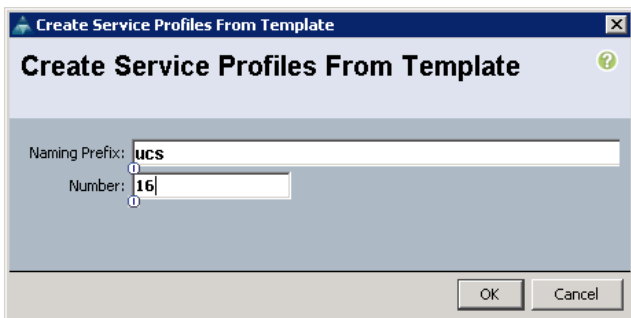 Create Service Profiles From Template
Create Service Profiles From Template
Naming Prefix: ucs
Number: 16
OK Cancel